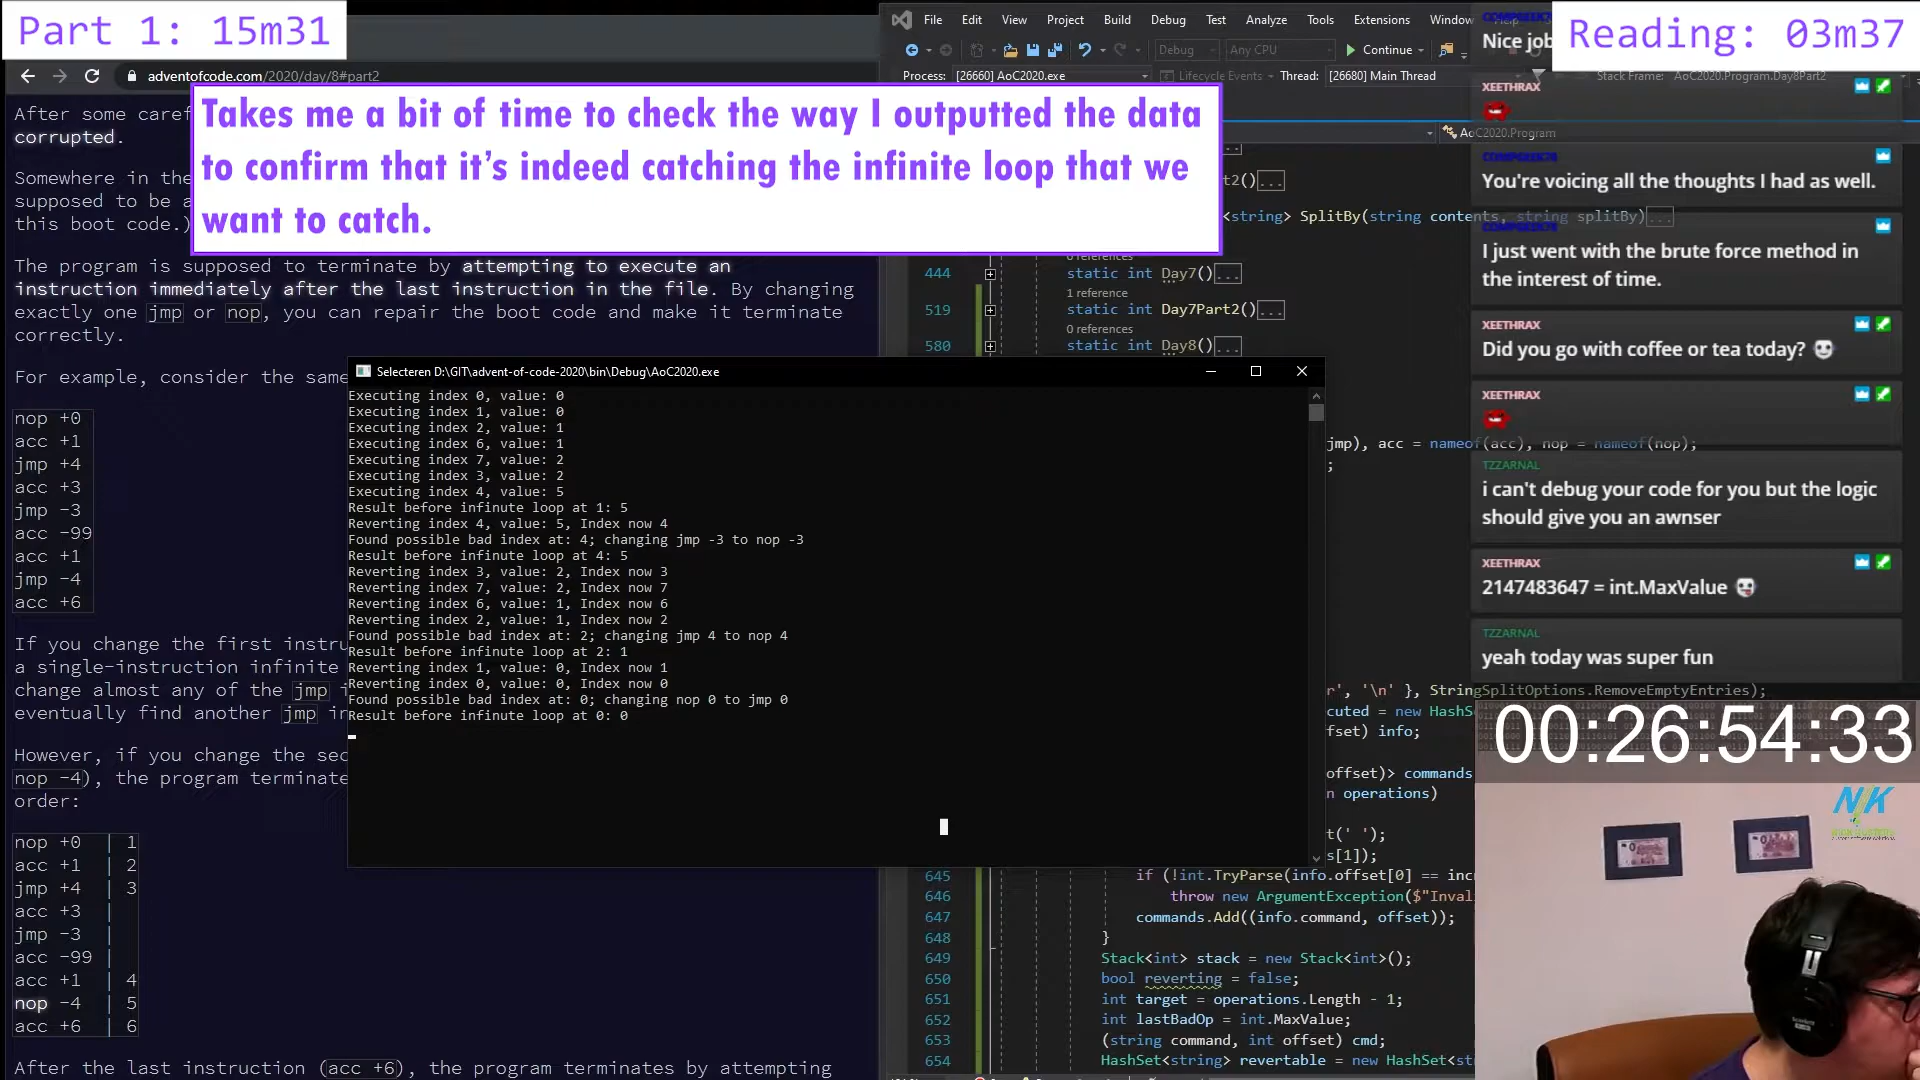 Part 1: 15m31
Reading: 03m37
File Edit View Project Build Debug Test Analyze Tools Extensions Window Help
Debug Any CPU Continue
Process: [26660] AoC2020.exe Lifecycle Events Thread: [26680] Main Thread Stack Frame: AoC2020.Program.Day8Part2
adventofcode.com/2020/day/8#part2
Takes me a bit of time to check the way I outputted the data
to confirm that it's indeed catching the infinite loop that we
want to catch.
After some caref
corrupted.
Somewhere in the
supposed to be a
this boot code.)
The program is supposed to terminate by attempting to execute an
instruction immediately after the last instruction in the file. By changing
exactly one jmp or nop, you can repair the boot code and make it terminate
correctly.
For example, consider the same
nop +0
acc +1
jmp +4
acc +3
jmp -3
acc -99
acc +1
jmp -4
acc +6
If you change the first instru
a single-instruction infinite
change almost any of the jmp i
eventually find another jmp in
However, if you change the sec
nop -4), the program terminate
order:
nop +0 | 1
acc +1 | 2
jmp +4 | 3
acc +3 |
jmp -3 |
acc -99 |
acc +1 | 4
nop -4 | 5
acc +6 | 6
After the last instruction (acc +6), the program terminates by attempting
Selecteren D:\GIT\advent-of-code-2020\bin\Debug\AoC2020.exe
Executing index 0, value: 0
Executing index 1, value: 0
Executing index 2, value: 1
Executing index 6, value: 1
Executing index 7, value: 2
Executing index 3, value: 2
Executing index 4, value: 5
Result before infinute loop at 1: 5
Reverting index 4, value: 5, Index now 4
Found possible bad index at: 4; changing jmp -3 to nop -3
Result before infinute loop at 4: 5
Reverting index 3, value: 2, Index now 3
Reverting index 7, value: 2, Index now 7
Reverting index 6, value: 1, Index now 6
Reverting index 2, value: 1, Index now 2
Found possible bad index at: 2; changing jmp 4 to nop 4
Result before infinute loop at 2: 1
Reverting index 1, value: 0, Index now 1
Reverting index 0, value: 0, Index now 0
Found possible bad index at: 0; changing nop 0 to jmp 0
Result before infinute loop at 0: 0
AoC2020.Program
t2()...
<string> SplitBy(string contents, string splitBy)...
0 references
444 static int Day7()...
1 reference
519 static int Day7Part2()...
0 references
580 static int Day8()...
jmp), acc = nameof(acc), nop = nameof(nop);
;
r', '\n' }, StringSplitOptions.RemoveEmptyEntries);
cuted = new HashS
fset) info;
offset)> commands
n operations)
t(' ');
s[1]);
645 if (!int.TryParse(info.offset[0] == incr
646 throw new ArgumentException($"Inval
647 commands.Add((info.command, offset));
648 }
649 Stack<int> stack = new Stack<int>();
650 bool reverting = false;
651 int target = operations.Length - 1;
652 int lastBadOp = int.MaxValue;
653 (string command, int offset) cmd;
654 HashSet<string> revertable = new HashSet<st
Nice job
XEETHRAX
You're voicing all the thoughts I had as well.
I just went with the brute force method in
the interest of time.
XEETHRAX
Did you go with coffee or tea today?
XEETHRAX
TZZARNAL
i can't debug your code for you but the logic
should give you an awnser
XEETHRAX
2147483647 = int.MaxValue
TZZARNAL
yeah today was super fun
00:26:54:33
NK